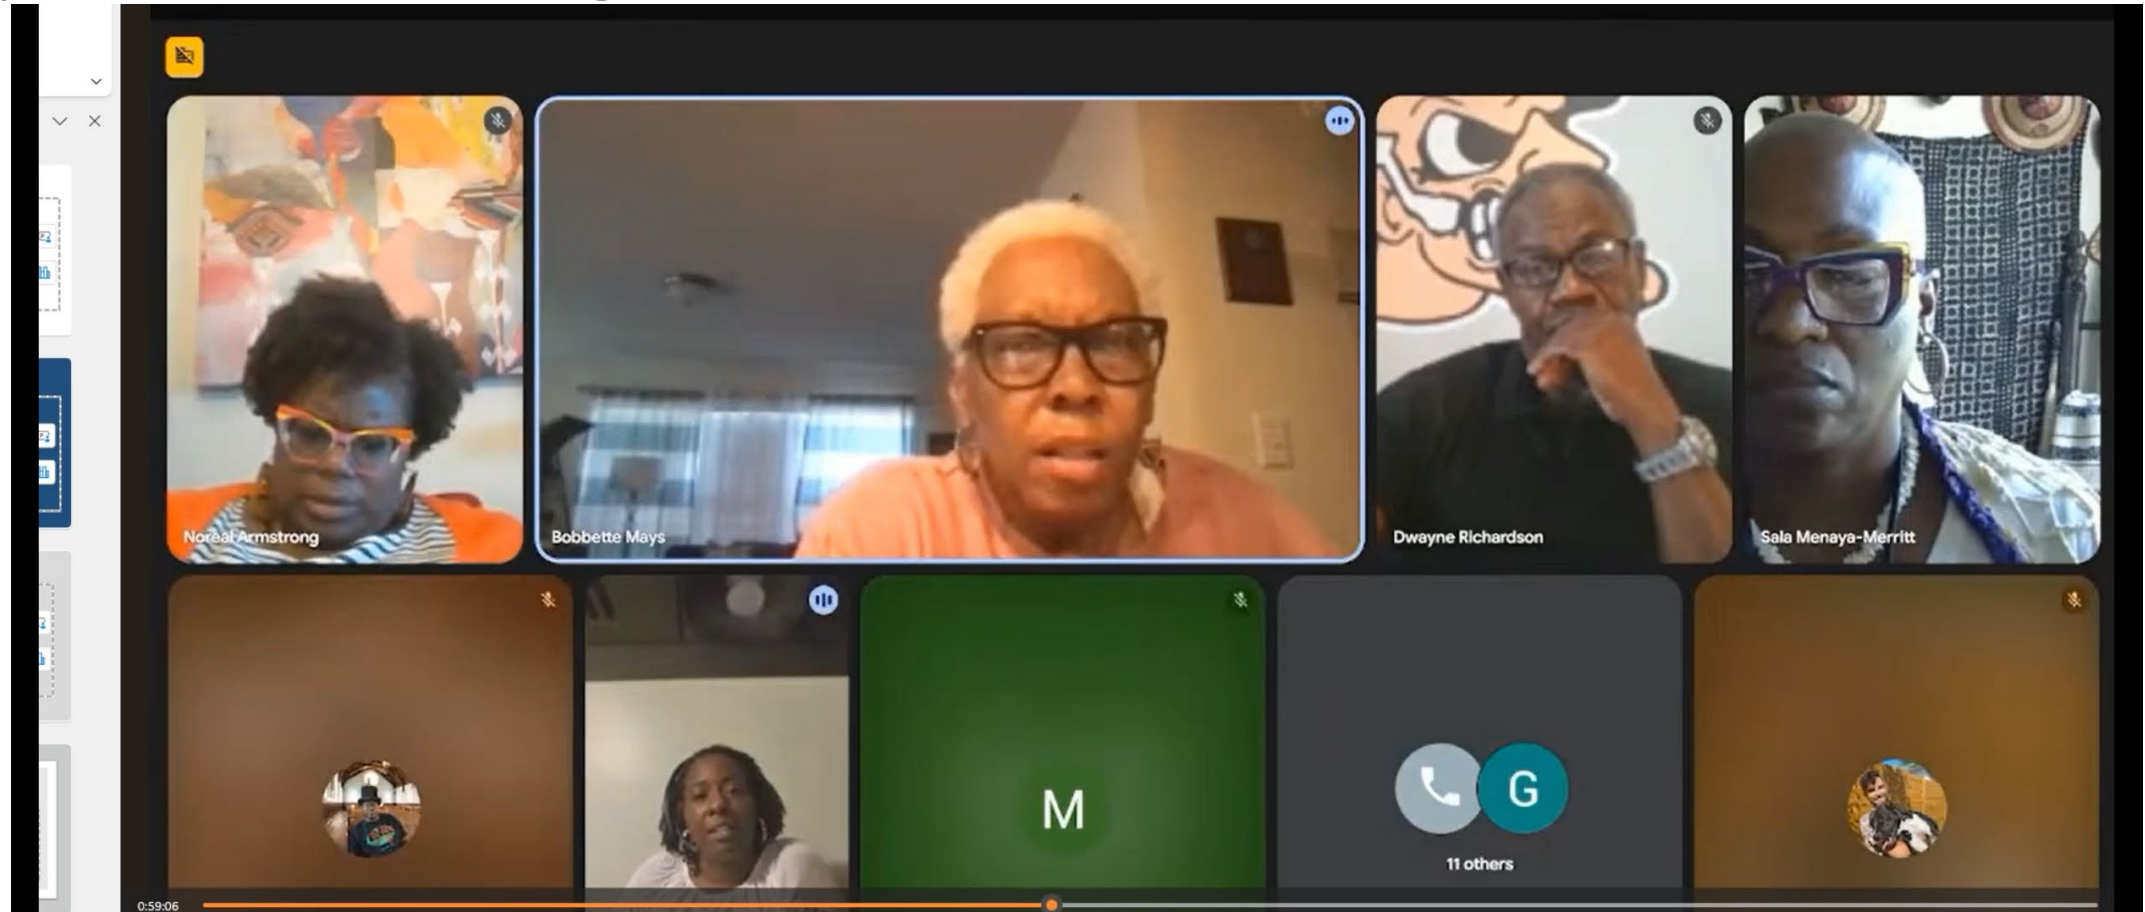 Noreal Armstrong
Bobbette Mays
Dwayne Richardson
Sala Menaya-Merritt
M
G
11 others
0:59:06